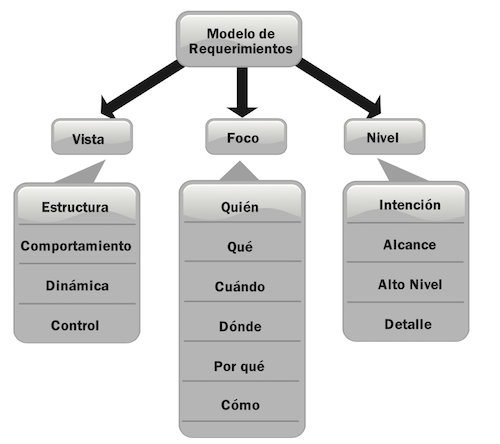 Modelo de
Requerimientos
Vista
Foco
Nivel
Estructura
Comportamiento
Dinámica
Control
Quién
Qué
Cuándo
Dónde
Por qué
Cómo
Intención
Alcance
Alto Nivel
Detalle